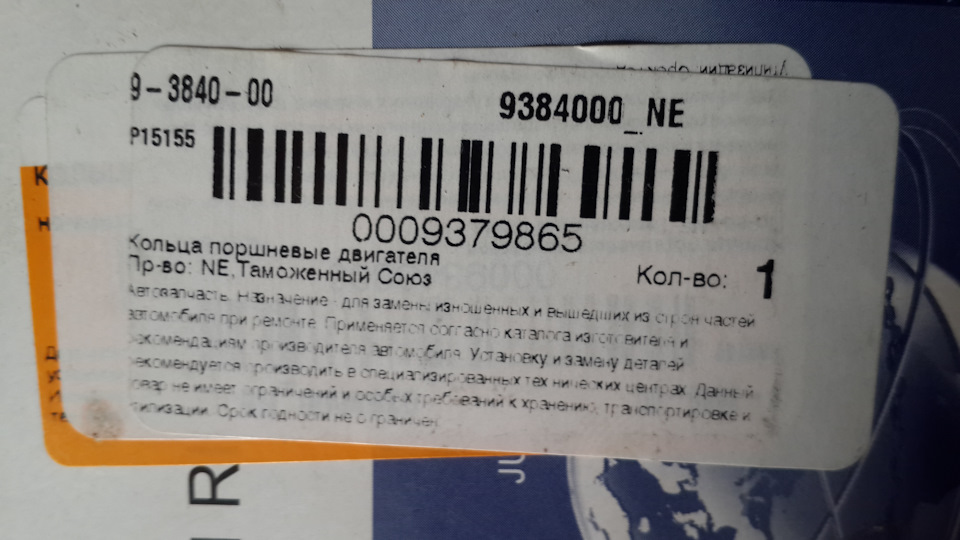 утилизации. Срок
9-3840-00
9384000_NE
P15155
0009379865
Кольца поршневые двигателя
Пр-во: NE,Таможенный Союз
Кол-во: 1
Автозапчасть. Назначение - для замены изношенных и вышедших из строя частей
автомобиля при ремонте. Применяется согласно каталога изготовителя и
рекомендациям производителя автомобиля. Установку и замену деталей
рекомендуется производить в специализированных технических центрах. Данный
товар не имеет ограничений и особых требований к хранению, транспортировке и
утилизации. Срок годности не ограничен.
К
Н
R
JU